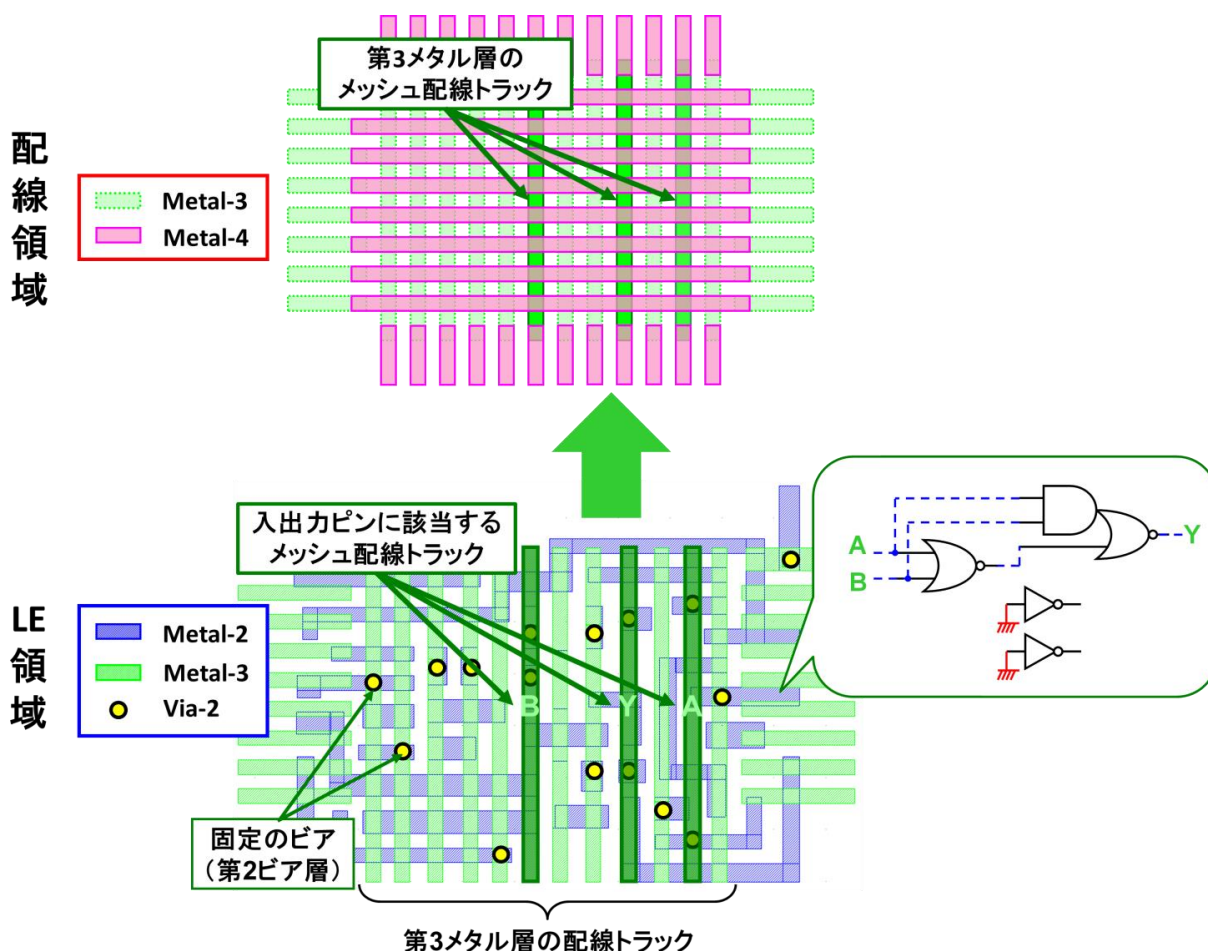 第3メタル層の
メッシュ配線トラック
配線領域
Metal-3
Metal-4
入出力ピンに該当する
メッシュ配線トラック
LE領域
Metal-2
Metal-3
Via-2
B
Y
A
A
B
Y
固定のビア
（第2ビア層）
第3メタル層の配線トラック